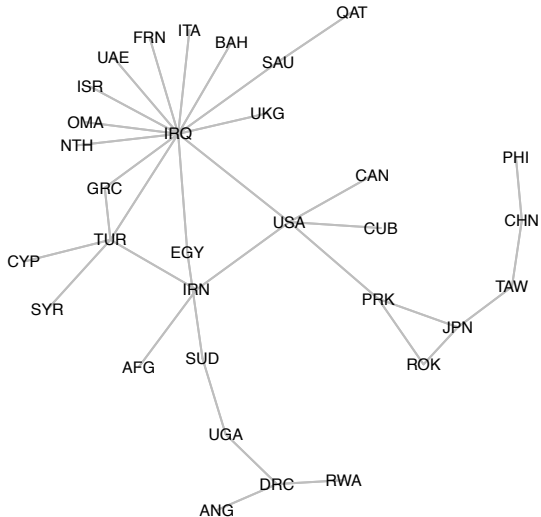 QAT
FRN
ITA
BAH
UAE
SAU
ISR
OMA
UKG
IRQ
NTH
PHI
CAN
GRC
CHN
USA
CUB
TUR
EGY
CYP
IRN
TAW
PRK
SYR
JPN
SUD
ROK
AFG
UGA
RWA
DRC
ANG